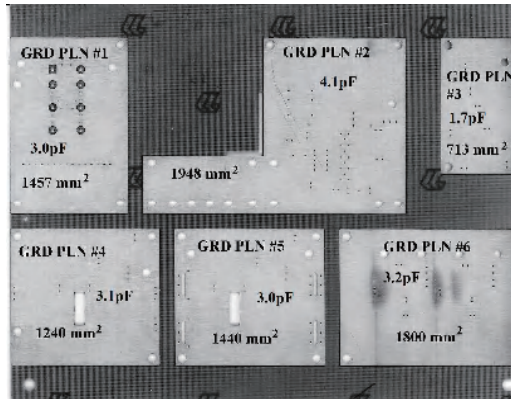 GRD PLN #1
3.0pF
1457 mm²
GRD PLN #2
4.1pF
1948 mm²
GRD PLN
#3
1.7pF
713 mm²
GRD PLN #4
3.1pF
1240 mm²
GRD PLN #5
3.0pF
1440 mm²
GRD PLN #6
3.2pF
1800 mm²